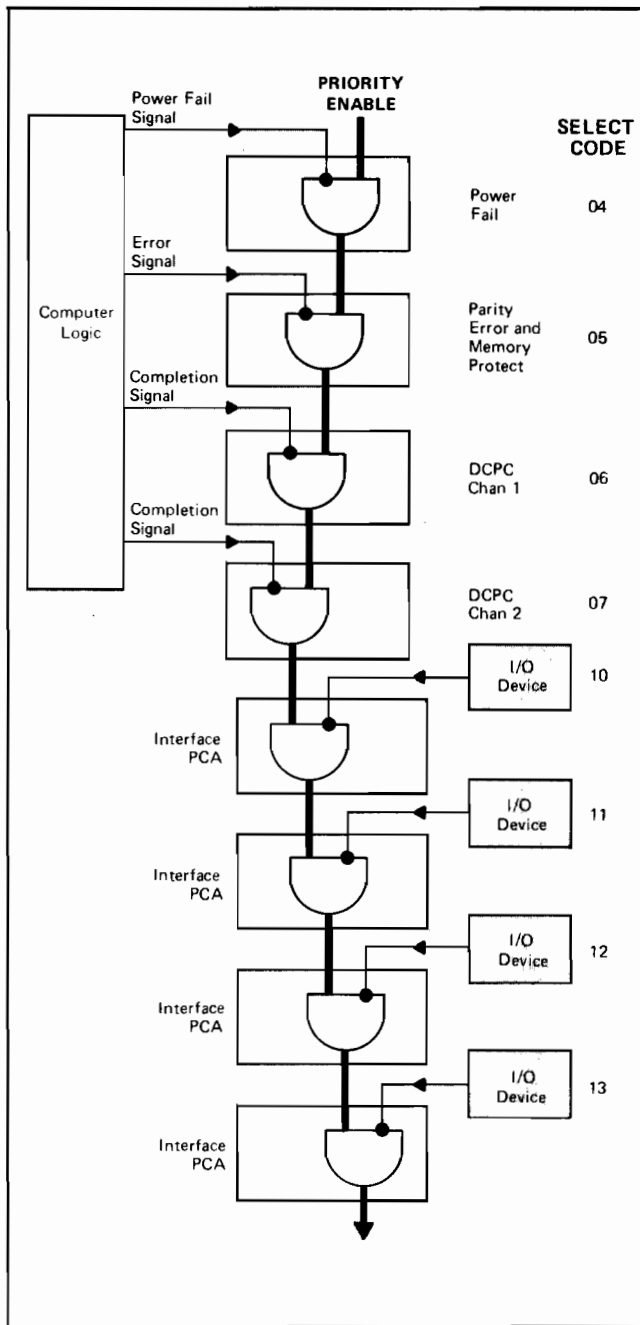 PRIORITY
ENABLE
SELECT
CODE
Power Fail
Signal
Power
Fail
04
Error
Signal
Computer
Logic
Parity
Error and
Memory
Protect
05
Completion
Signal
DCPC
Chan 1
06
Completion
Signal
DCPC
Chan 2
07
I/O
Device
10
Interface
PCA
I/O
Device
11
Interface
PCA
I/O
Device
12
Interface
PCA
I/O
Device
13
Interface
PCA